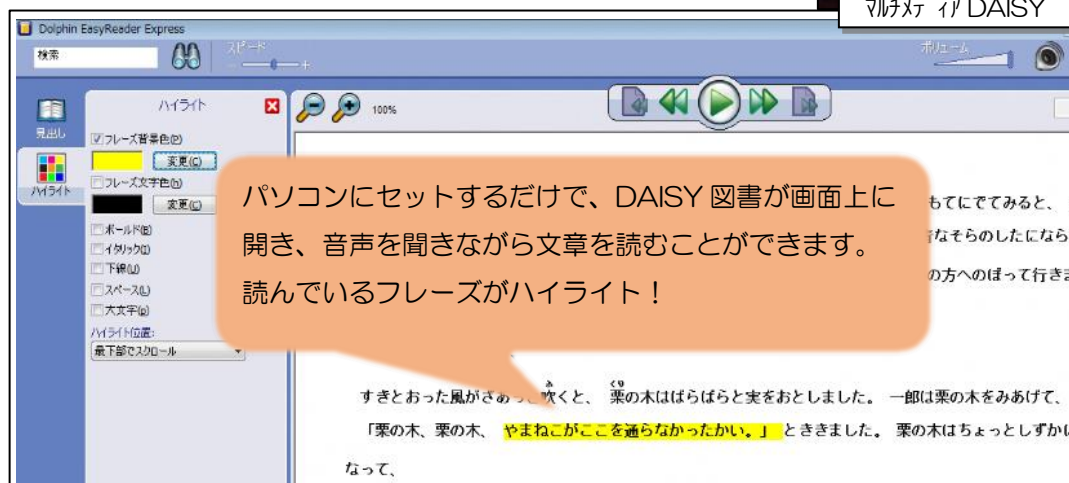 マルチメディア DAISY
Dolphin EasyReader Express
検索
スピード
- +
ボリューム
見出し
ハイライト
ハイライト
100%
フレーズ背景色(P)
変更(C)
フレーズ文字色(h)
変更(C)
ボールド(B)
イタリック(I)
下線(U)
スペース(L)
大文字(p)
ハイライト位置:
最下部でスクロール
パソコンにセットするだけで、DAISY 図書が画面上に
開き、音声を聞きながら文章を読むことができます。
読んでいるフレーズがハイライト！
もてにでてみると、
なそらのしたになら
の方へのぼって行きま
すきとおった風がざあっと吹くと、 栗の木はばらばらと実をおとしました。 一郎は栗の木をみあげて、
「栗の木、栗の木、 やまねこがここを通らなかったかい。」 とききました。 栗の木はちょっとしずかに
なって、